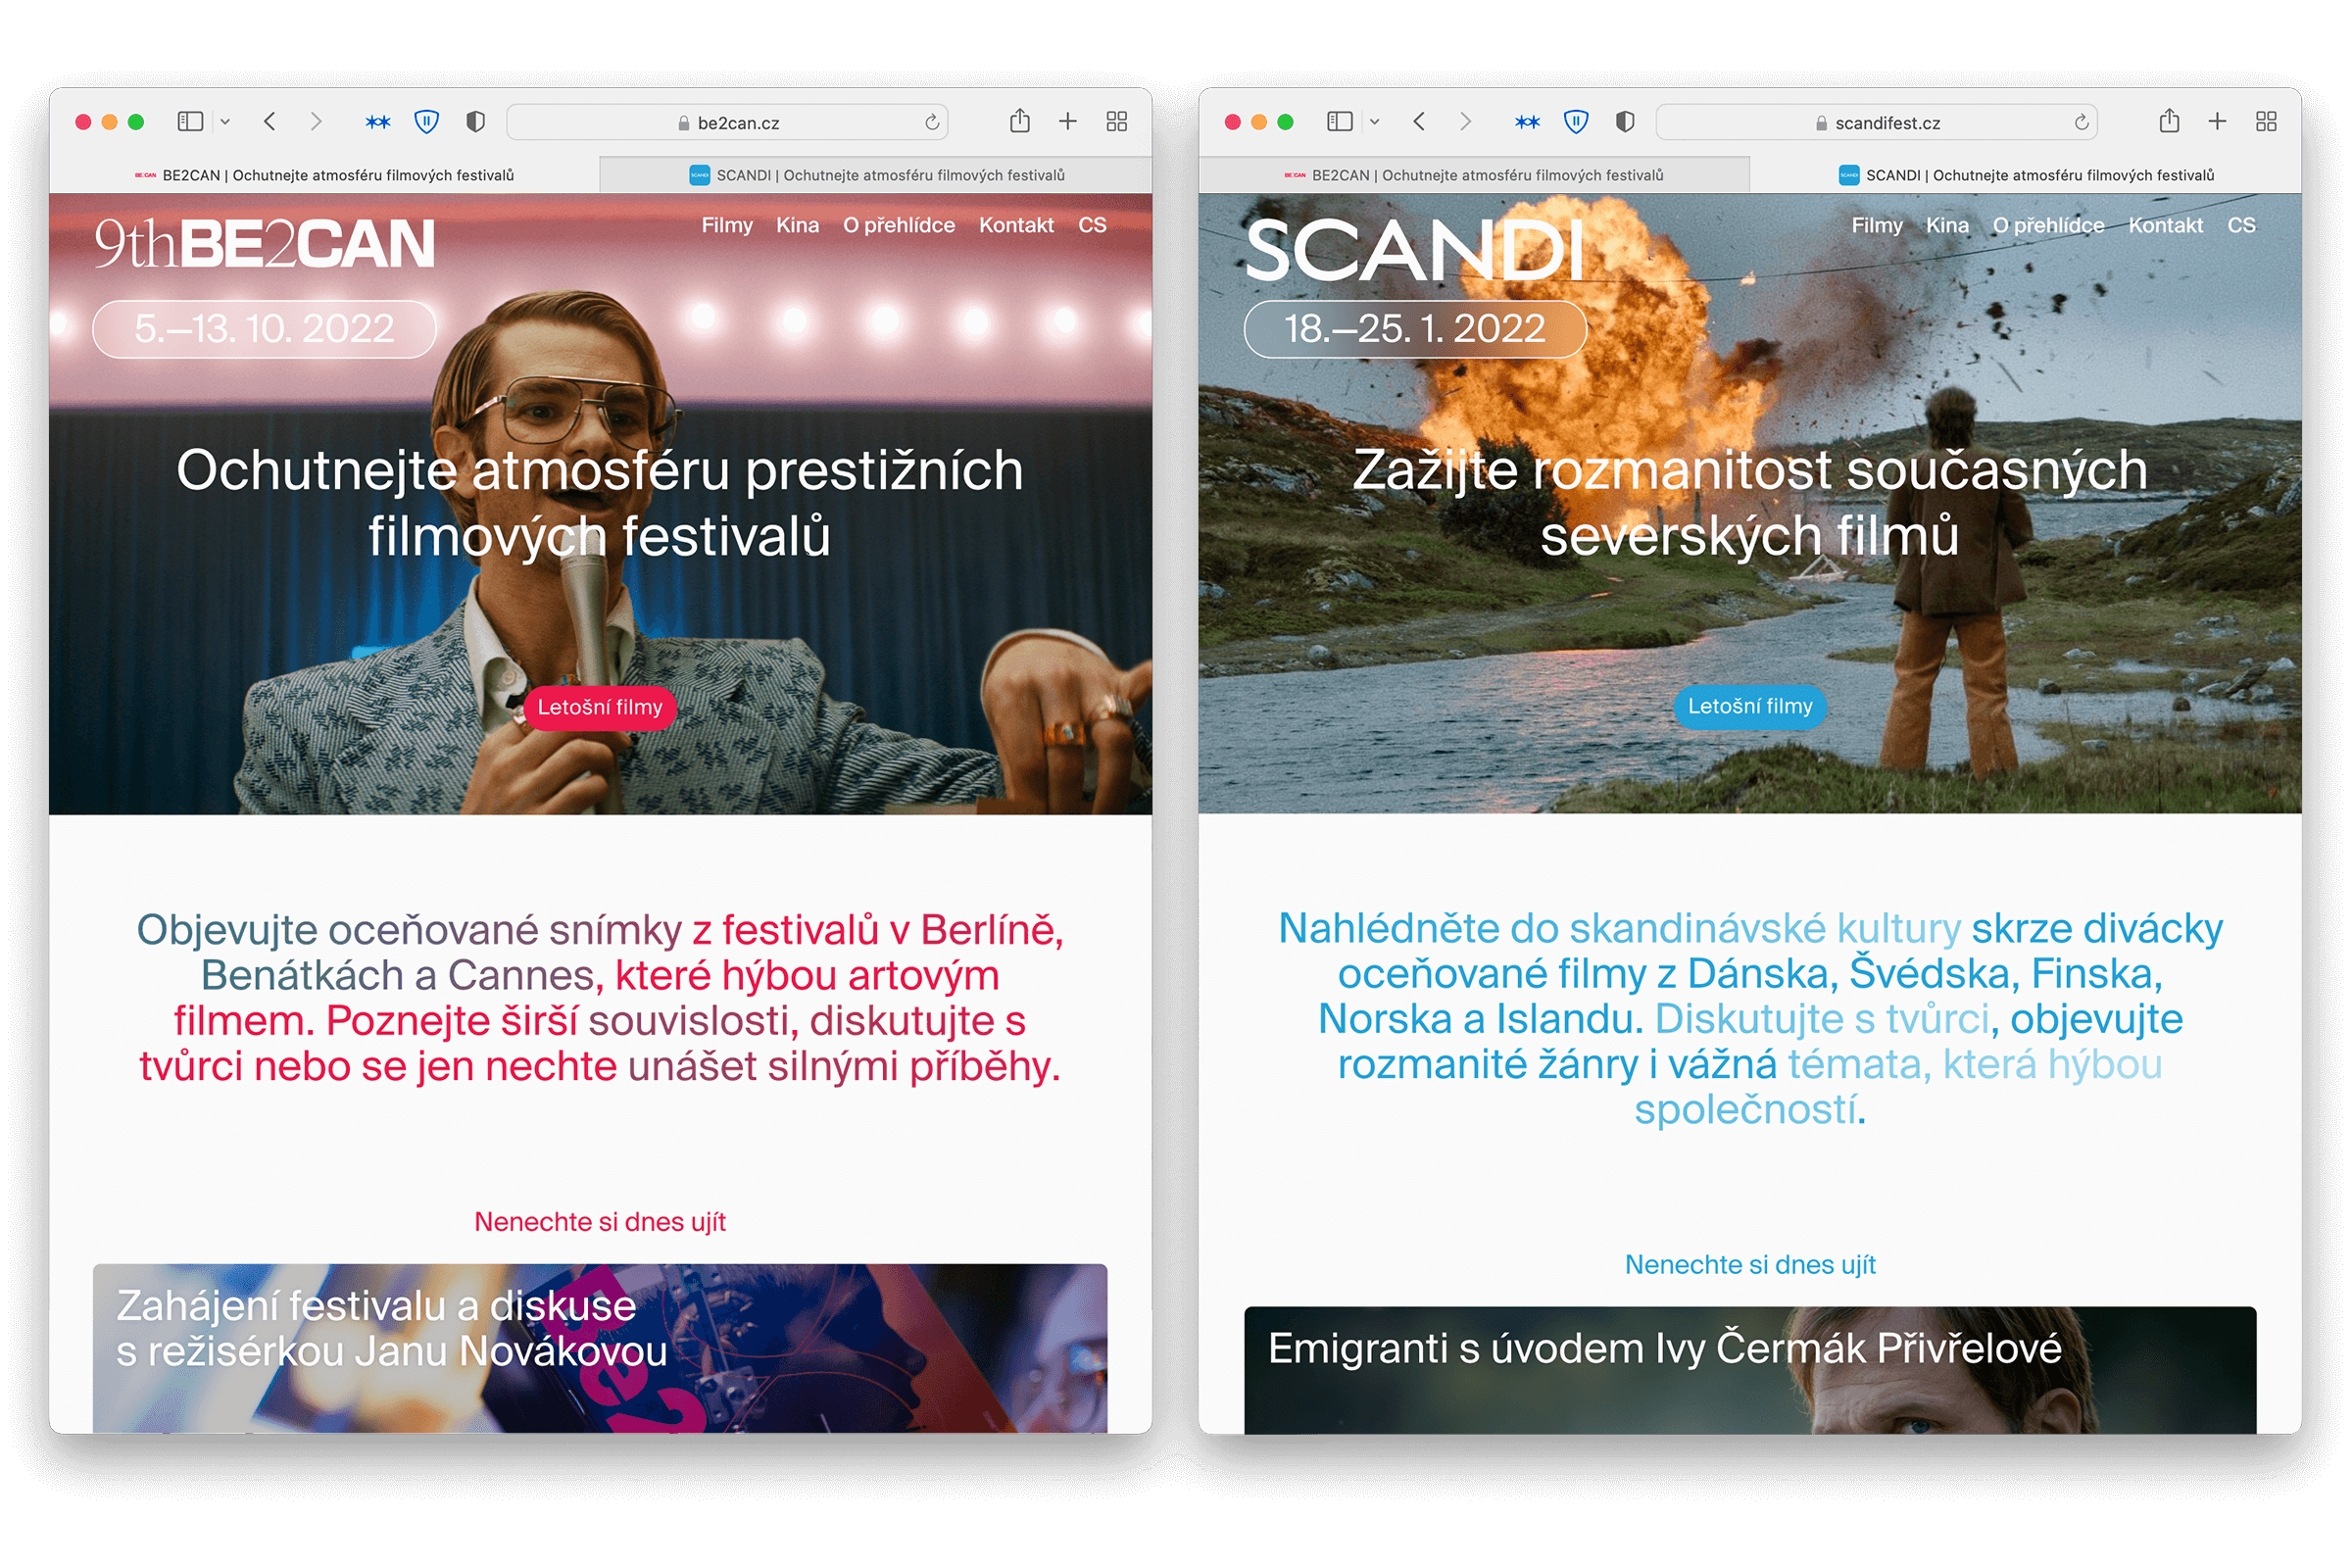 be2can.cz
BE2CAN | Ochutnejte atmosféru filmových festivalů
SCANDI | Ochutnejte atmosféru filmových festivalů
9thBE2CAN
Filmy Kina O přehlídce Kontakt CS
5.—13. 10. 2022
Ochutnejte atmosféru prestižních
filmových festivalů
Letošní filmy
Objevujte oceňované snímky z festivalů v Berlíně,
Benátkách a Cannes, které hýbou artovým
filmem. Poznejte širší souvislosti, diskutujte s
tvůrci nebo se jen nechte unášet silnými příběhy.
Nenechte si dnes ujít
Zahájení festivalu a diskuse
s režisérkou Janu Novákovou
Be2
scandifest.cz
BE2CAN | Ochutnejte atmosféru filmových festivalů
SCANDI | Ochutnejte atmosféru filmových festivalů
SCANDI
Filmy Kina O přehlídce Kontakt CS
18.—25. 1. 2022
Zažijte rozmanitost současných
severských filmů
Letošní filmy
Nahlédněte do skandinávské kultury skrze divácky
oceňované filmy z Dánska, Švédska, Finska,
Norska a Islandu. Diskutujte s tvůrci, objevujte
rozmanité žánry i vážná témata, která hýbou
společností.
Nenechte si dnes ujít
Emigranti s úvodem Ivy Čermák Přivřelové